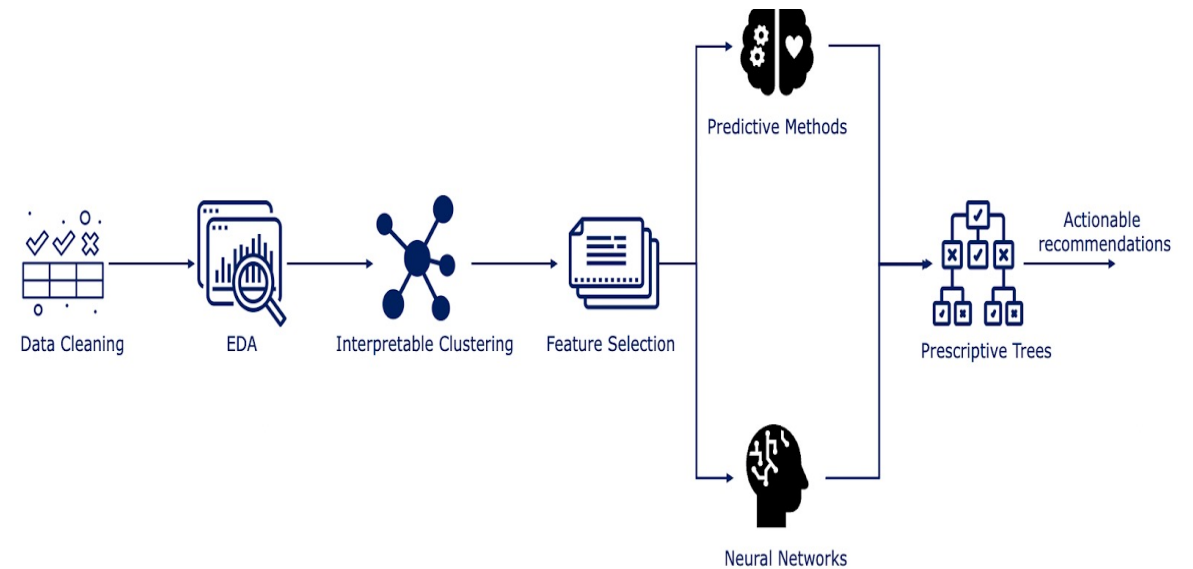 Predictive Methods
Actionable
recommendations
Data Cleaning
EDA
Interpretable Clustering
Feature Selection
Prescriptive Trees
Neural Networks